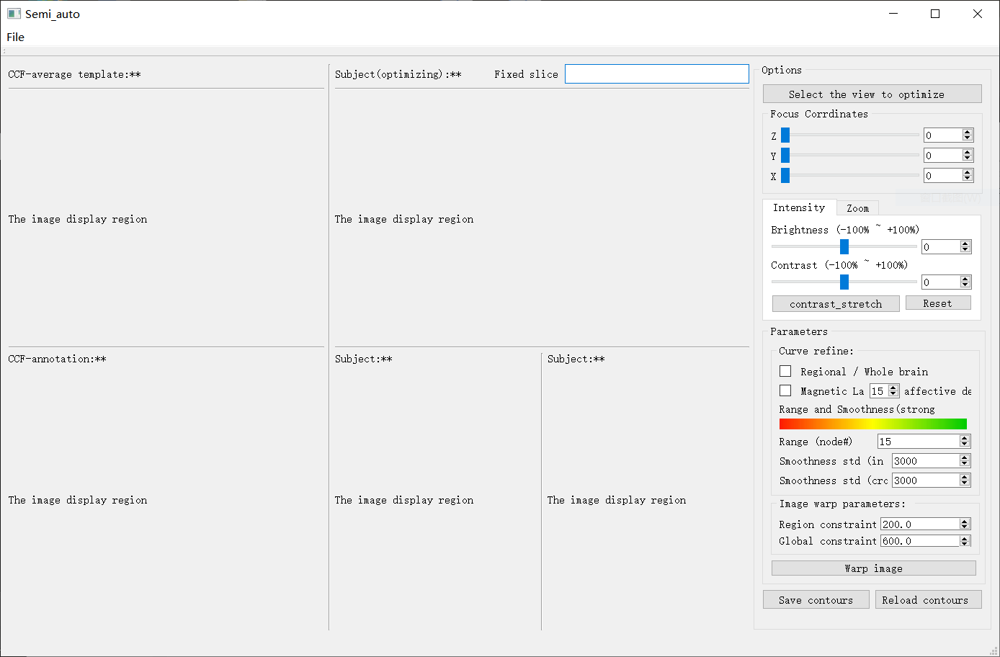 Semi_auto
File
CCF-average template:**
Subject(optimizing):**
Fixed slice
The image display region
The image display region
CCF-annotation:**
Subject:**
Subject:**
The image display region
The image display region
The image display region
Options
Select the view to optimize
Focus Corrdinates
Z 0
Y 0
X 0
Intensity Zoom
Brightness (-100% ~ +100%)
0
Contrast (-100% ~ +100%)
0
contrast_stretch Reset
Parameters
Curve refine:
Regional / Whole brain
Magnetic La 15 affective de
Range and Smoothness(strong
Range (node#) 15
Smoothness std (in 3000
Smoothness std (crc 3000
Image warp parameters:
Region constraint 200.0
Global constraint 600.0
Warp image
Save contours Reload contours